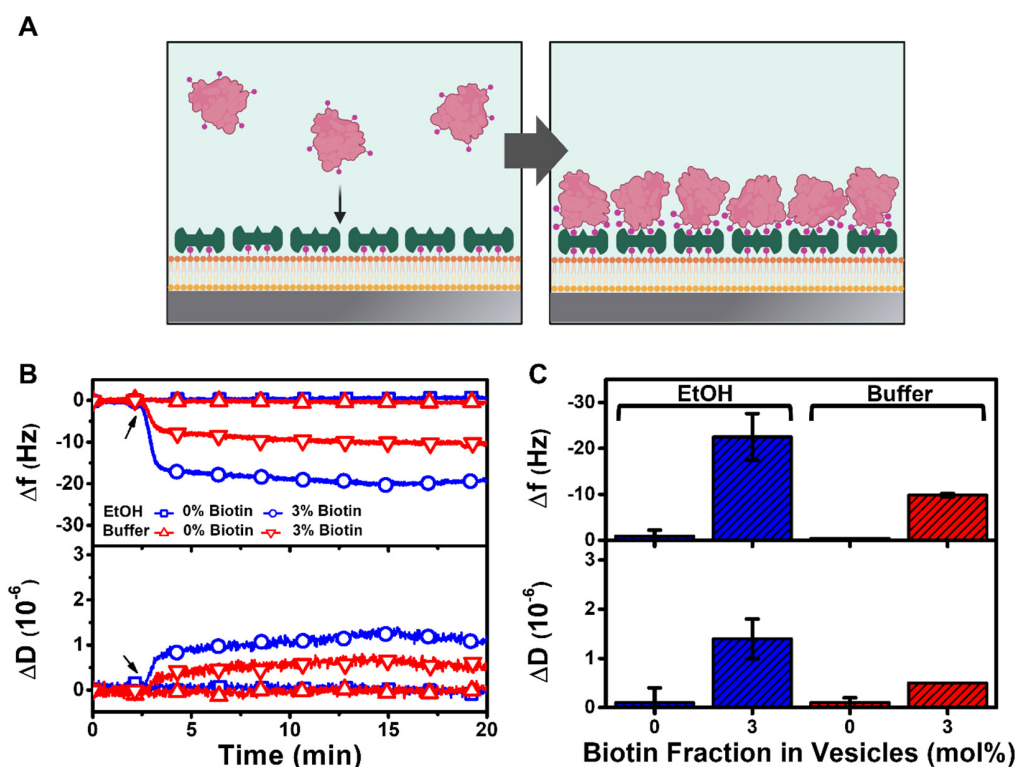 A
B
0
-10
-20
-30
Δf (Hz)
EtOH 0% Biotin 3% Biotin
Buffer 0% Biotin 3% Biotin
3
2
1
0
ΔD (10⁻⁶)
0 5 10 15 20
Time (min)
C
EtOH Buffer
-30
-20
-10
0
Δf (Hz)
3
2
1
0
ΔD (10⁻⁶)
0 3 0 3
Biotin Fraction in Vesicles (mol%)